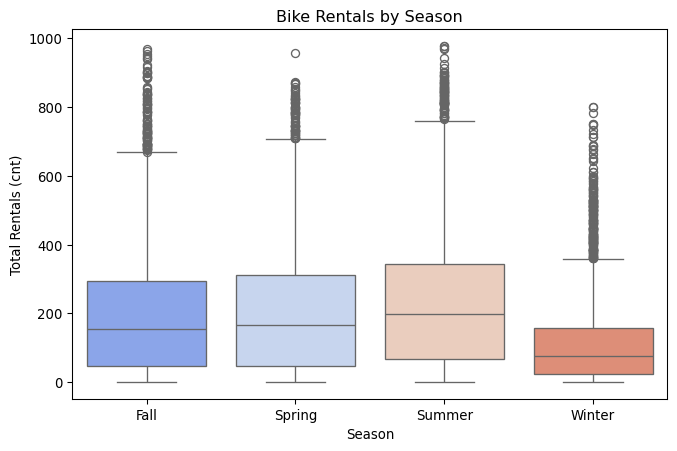 Bike Rentals by Season
Total Rentals (cnt)
1000
800
600
400
200
0
Fall Spring Summer Winter
Season